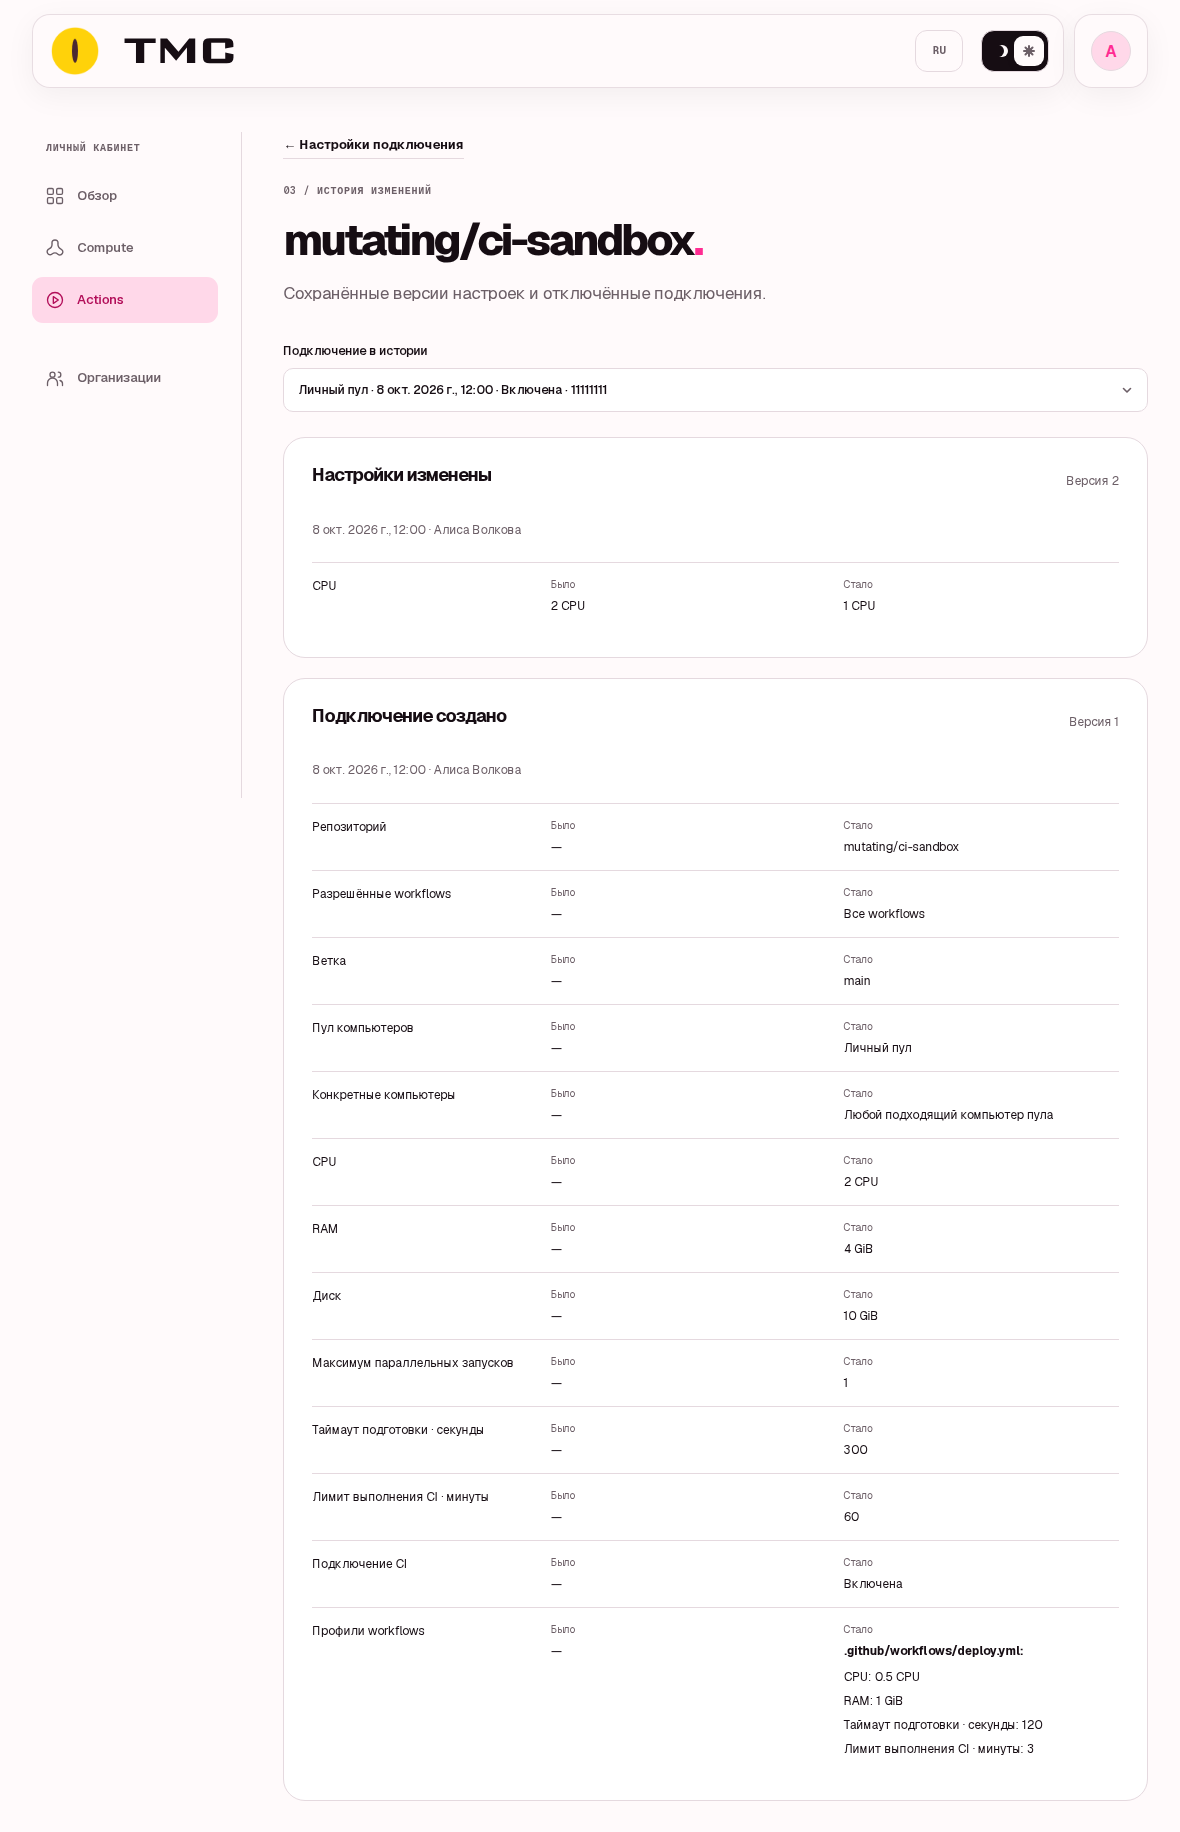 TMC
RU
A
ЛИЧНЫЙ КАБИНЕТ
Обзор
Compute
Actions
Организации
← Настройки подключения
03 / ИСТОРИЯ ИЗМЕНЕНИЙ
mutating/ci-sandbox.
Сохранённые версии настроек и отключённые подключения.
Подключение в истории
Личный пул · 8 окт. 2026 г., 12:00 · Включена · 11111111
Настройки изменены
Версия 2
8 окт. 2026 г., 12:00 · Алиса Волкова
CPU
Было
2 CPU
Стало
1 CPU
Подключение создано
Версия 1
8 окт. 2026 г., 12:00 · Алиса Волкова
Репозиторий
Было
—
Стало
mutating/ci-sandbox
Разрешённые workflows
Было
—
Стало
Все workflows
Ветка
Было
—
Стало
main
Пул компьютеров
Было
—
Стало
Личный пул
Конкретные компьютеры
Было
—
Стало
Любой подходящий компьютер пула
CPU
Было
—
Стало
2 CPU
RAM
Было
—
Стало
4 GiB
Диск
Было
—
Стало
10 GiB
Максимум параллельных запусков
Было
—
Стало
1
Таймаут подготовки · секунды
Было
—
Стало
300
Лимит выполнения CI · минуты
Было
—
Стало
60
Подключение CI
Было
—
Стало
Включена
Профили workflows
Было
—
Стало
.github/workflows/deploy.yml:
CPU: 0.5 CPU
RAM: 1 GiB
Таймаут подготовки · секунды: 120
Лимит выполнения CI · минуты: 3